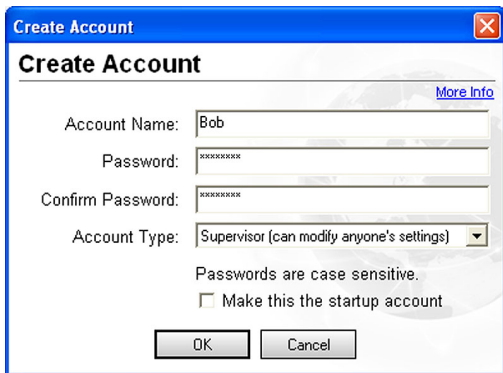 Create Account
Create Account
More Info
Account Name: Bob
Password: ********
Confirm Password: ********
Account Type: Supervisor (can modify anyone's settings)
Passwords are case sensitive.
Make this the startup account
OK Cancel